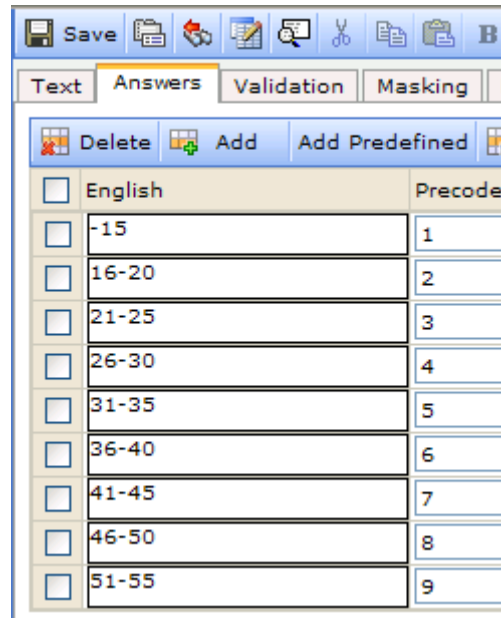 Save B
Text Answers Validation Masking
Delete Add Add Predefined
English Precode
-15 1
16-20 2
21-25 3
26-30 4
31-35 5
36-40 6
41-45 7
46-50 8
51-55 9